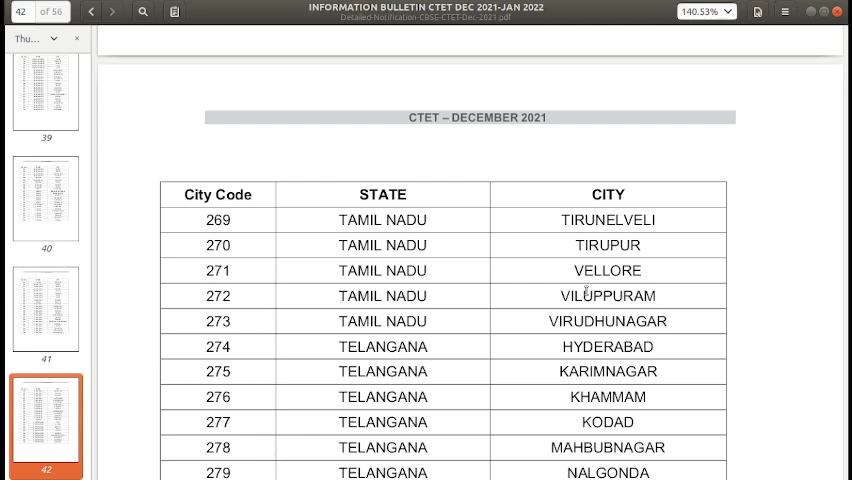 42 of 56
INFORMATION BULLETIN CTET DEC 2021-JAN 2022
Detailed-Notification-CBSE-CTET-Dec-2021.pdf
140.53%
Thu...
39
40
41
42
CTET – DECEMBER 2021
City Code STATE CITY
269 TAMIL NADU TIRUNELVELI
270 TAMIL NADU TIRUPUR
271 TAMIL NADU VELLORE
272 TAMIL NADU VILUPPURAM
273 TAMIL NADU VIRUDHUNAGAR
274 TELANGANA HYDERABAD
275 TELANGANA KARIMNAGAR
276 TELANGANA KHAMMAM
277 TELANGANA KODAD
278 TELANGANA MAHBUBNAGAR
279 TELANGANA NALGONDA